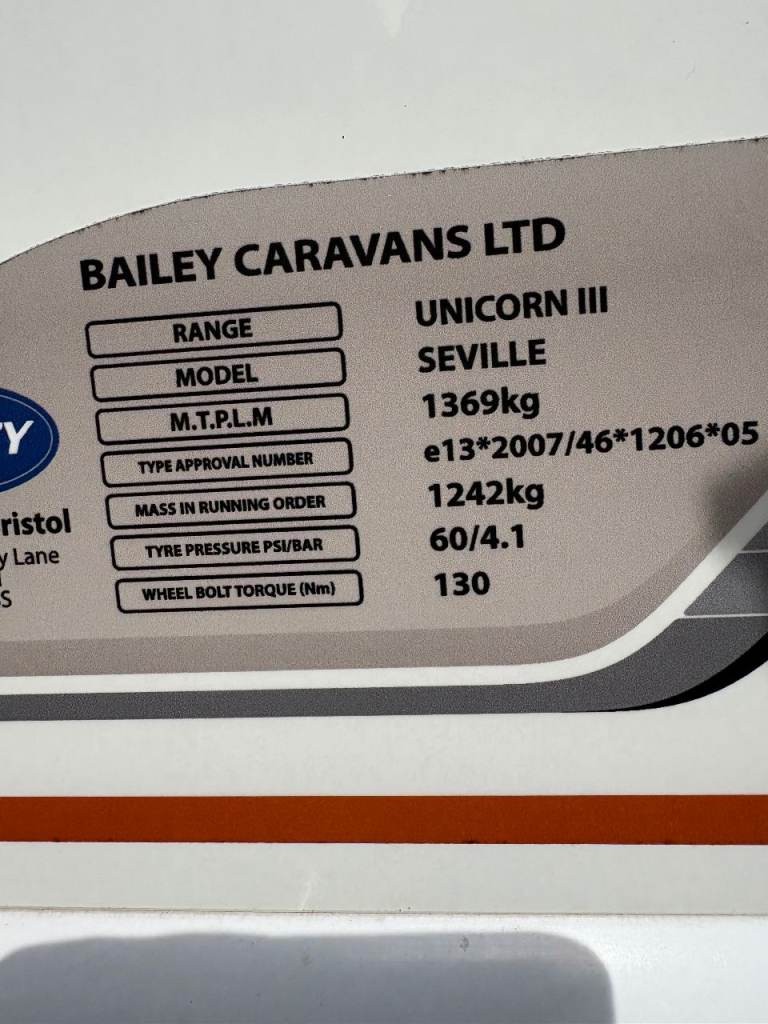 BAILEY CARAVANS LTD
RANGE UNICORN III
MODEL SEVILLE
M.T.P.L.M 1369kg
TYPE APPROVAL NUMBER e13*2007/46*1206*05
MASS IN RUNNING ORDER 1242kg
TYRE PRESSURE PSI/BAR 60/4.1
WHEEL BOLT TORQUE (Nm) 130
Lane